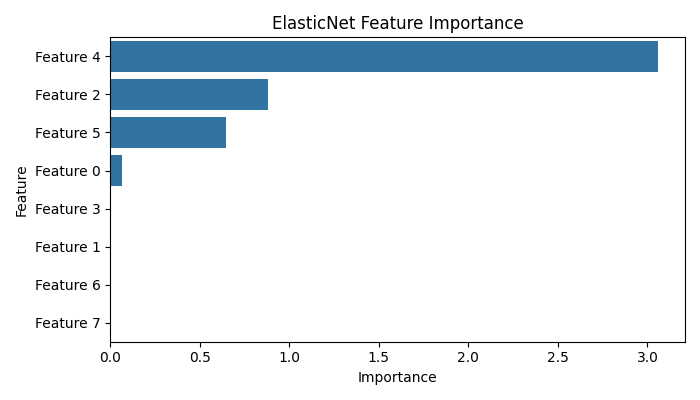 ElasticNet Feature Importance
Feature
Feature 4
Feature 2
Feature 5
Feature 0
Feature 3
Feature 1
Feature 6
Feature 7
0.0 0.5 1.0 1.5 2.0 2.5 3.0
Importance